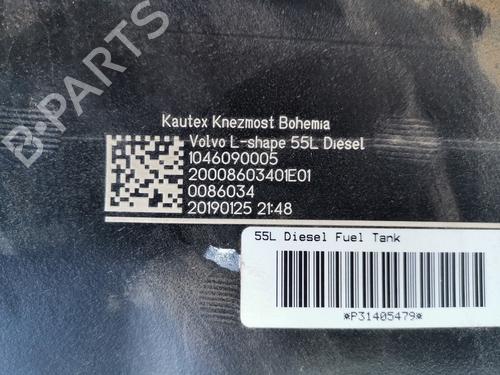 B-PARTS
Kautex Knezmost Bohemia
Volvo L-shape 55L Diesel
1046090005
20008603401E01
0086034
20190125 21:48
55L Diesel Fuel Tank
*P31405479*